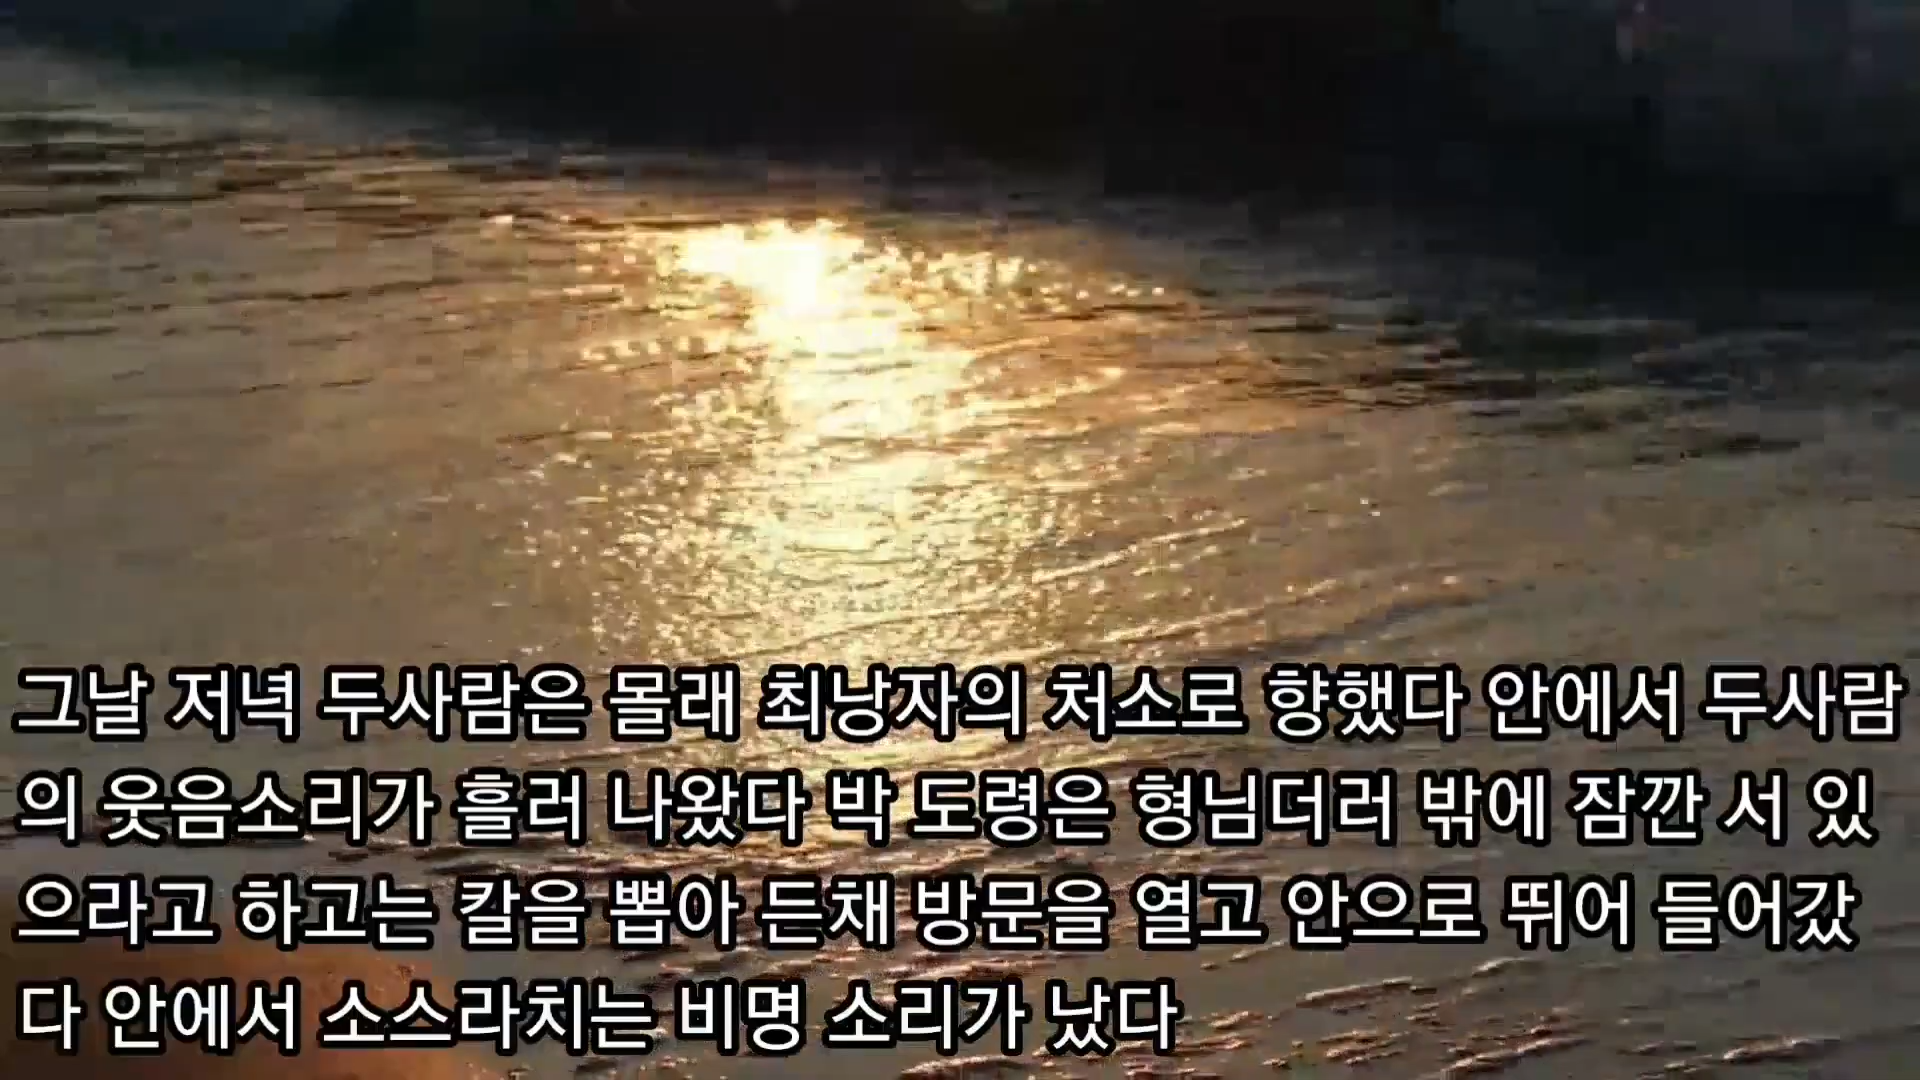 그날 저녁 두사람은 몰래 최낭자의 처소로 향했다 안에서 두사람
의 웃음소리가 흘러 나왔다 박 도령은 형님더러 밖에 잠깐 서 있
으라고 하고는 칼을 뽑아 든채 방문을 열고 안으로 뛰어 들어갔
다 안에서 소스라치는 비명 소리가 났다